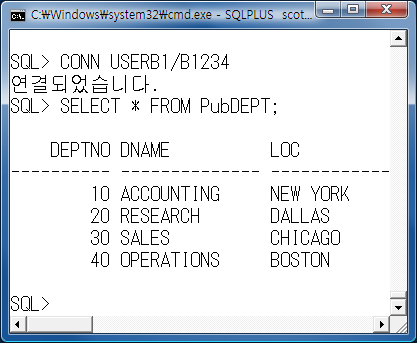 C:\Windows\system32\cmd.exe - SQLPLUS scot...
SQL> CONN USERB1/B1234
연결되었습니다.
SQL> SELECT * FROM PubDEPT;
DEPTNO DNAME LOC
---------- -------------- -------------
10 ACCOUNTING NEW YORK
20 RESEARCH DALLAS
30 SALES CHICAGO
40 OPERATIONS BOSTON
SQL>